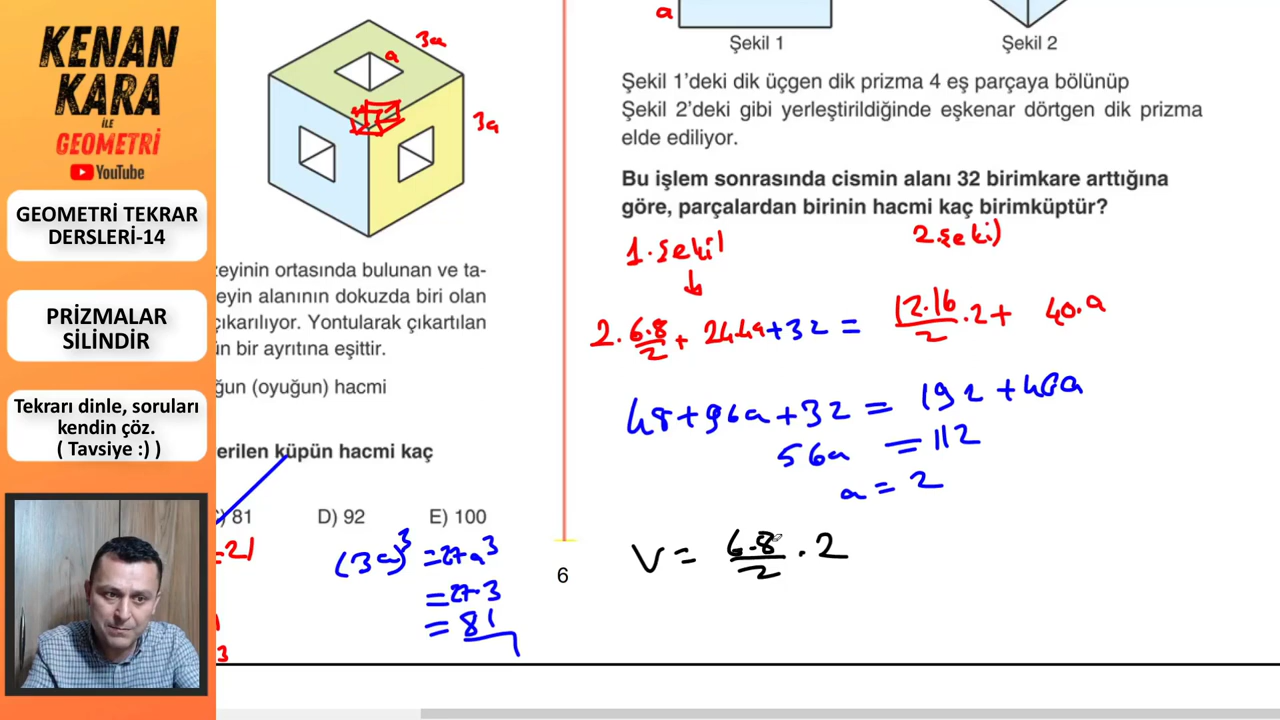 KENAN
KARA
İLE
GEOMETRİ
YouTube
GEOMETRİ TEKRAR
DERSLERİ-14
PRİZMALAR
SİLİNDİR
Tekrarı dinle, soruları
kendin çöz.
( Tavsiye :) )
3a
a
3a
zeyinin ortasında bulunan ve ta-
eyin alanının dokuzda biri olan
çıkarılıyor. Yontularak çıkartılan
ün bir ayrıtına eşittir.
ğun (oyuğun) hacmi
erilen küpün hacmi kaç
C) 81 D) 92 E) 100
=21
(3a)³ = 27a³
= 27·3
= 81
3
6
a
Şekil 1 Şekil 2
Şekil 1'deki dik üçgen dik prizma 4 eş parçaya bölünüp
Şekil 2'deki gibi yerleştirildiğinde eşkenar dörtgen dik prizma
elde ediliyor.
Bu işlem sonrasında cismin alanı 32 birimkare arttığına
göre, parçalardan birinin hacmi kaç birimküptür?
1. şekil 2. şekil
2. 6.8/2 + 24.4a + 32 = 12.16/2 . 2 + 40.a
48 + 96a + 32 = 192 + 40a
56a = 112
a = 2
V = 6.8/2 . 2